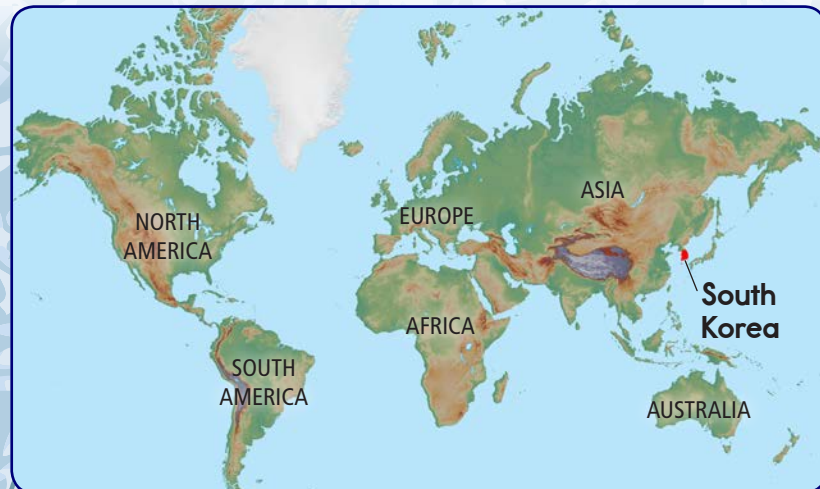 NORTH
AMERICA
EUROPE
ASIA
South
Korea
AFRICA
SOUTH
AMERICA
AUSTRALIA